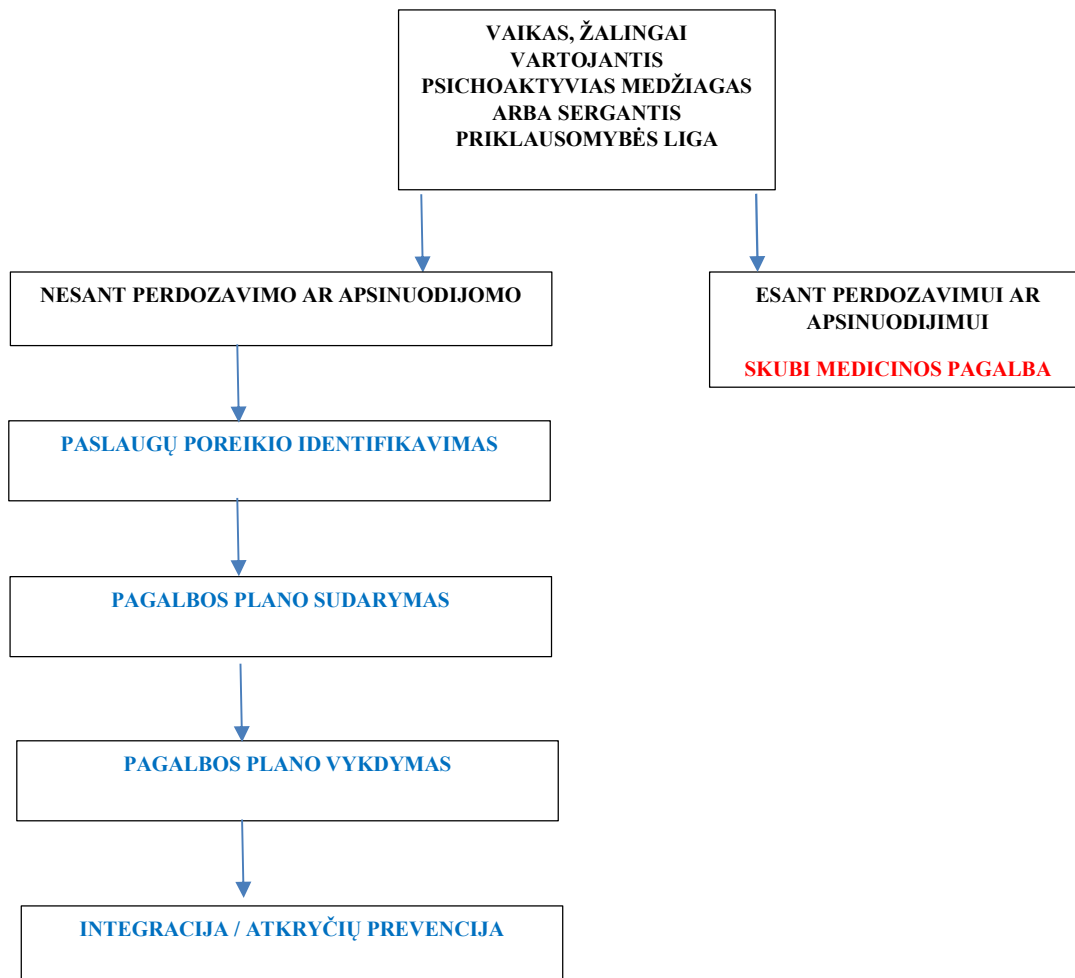 VAIKAS, ŽALINGAI
VARTOJANTIS
PSICHOAKTYVIAS MEDŽIAGAS
ARBA SERGANTIS
PRIKLAUSOMYBĖS LIGA
NESANT PERDOZAVIMO AR APSINUODIJOMO
ESANT PERDOZAVIMUI AR
APSINUODIJIMUI
SKUBI MEDICINOS PAGALBA
PASLAUGŲ POREIKIO IDENTIFIKAVIMAS
PAGALBOS PLANO SUDARYMAS
PAGALBOS PLANO VYKDYMAS
INTEGRACIJA / ATKRYČIŲ PREVENCIJA